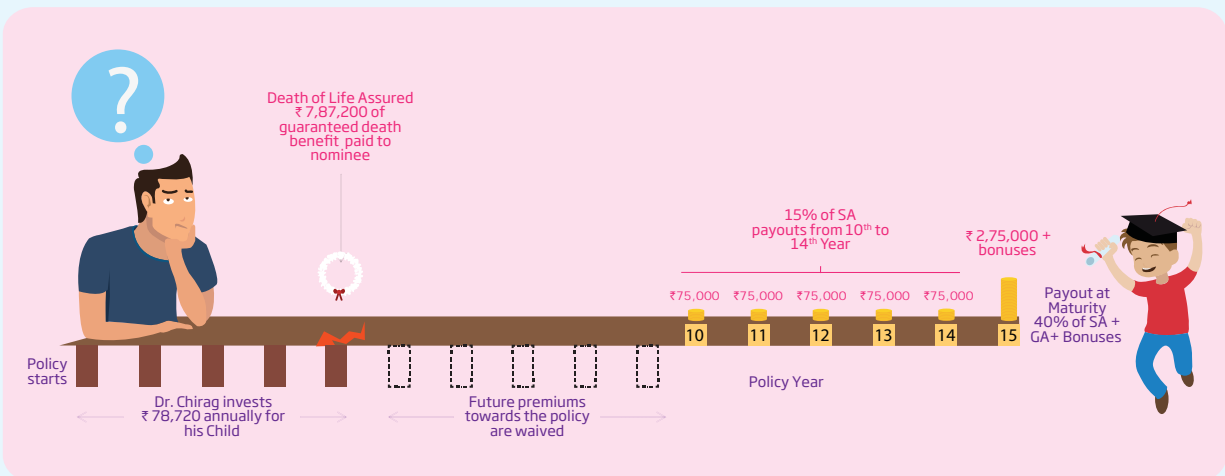 ?
Death of Life Assured
₹ 7,87,200 of
guaranteed death
benefit paid to
nominee
15% of SA
payouts from 10th to
14th Year
₹ 2,75,000 +
bonuses
₹75,000 ₹75,000 ₹75,000 ₹75,000 ₹75,000
10 11 12 13 14 15
Payout at
Maturity
40% of SA +
GA+ Bonuses
Policy
starts
Policy Year
Dr. Chirag invests
₹ 78,720 annually for
his Child
Future premiums
towards the policy
are waived